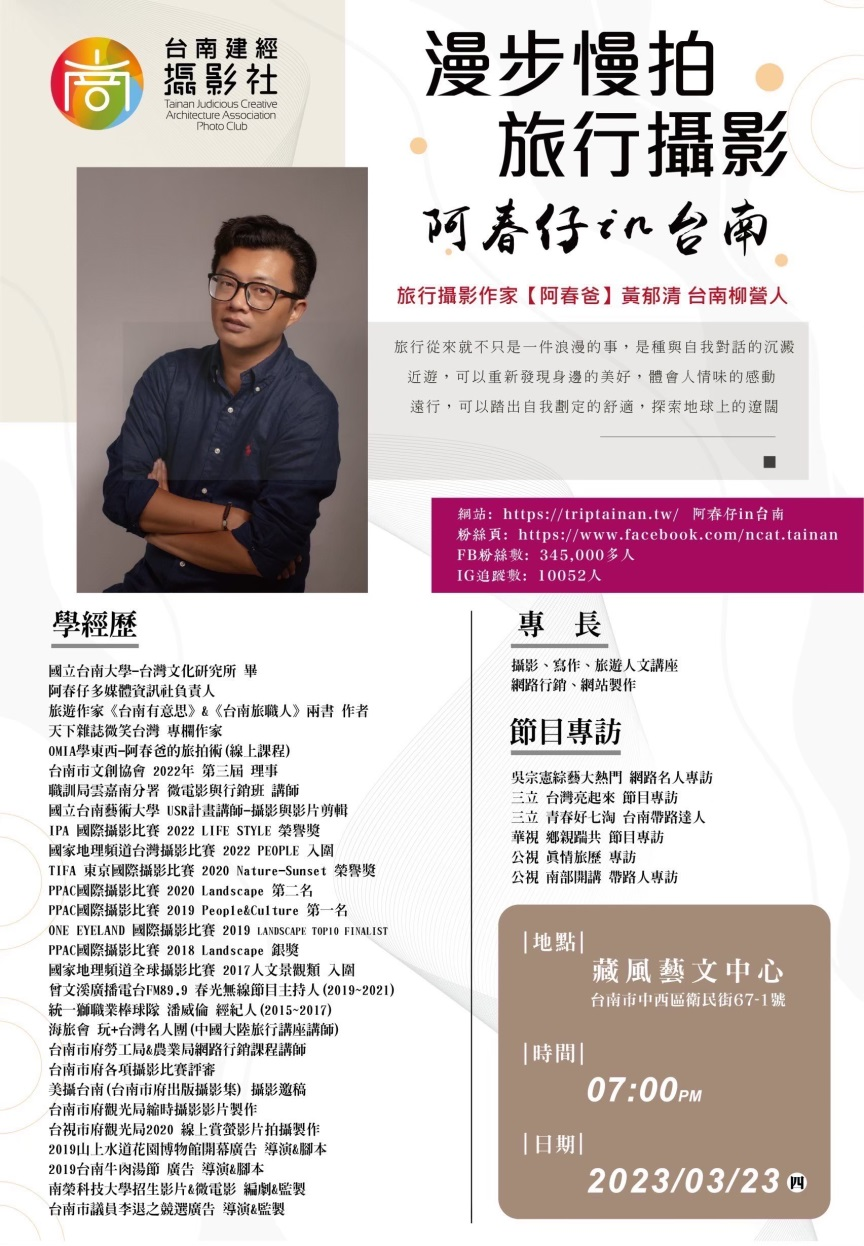 台南建經
攝影社
Tainan Judicious Creative
Architecture Association
Photo Club
漫步慢拍
旅行攝影
阿春仔in台南
旅行攝影作家【阿春爸】黃郁清 台南柳營人
旅行從來就不只是一件浪漫的事，是種與自我對話的沉澱
近遊，可以重新發現身邊的美好，體會人情味的感動
遠行，可以踏出自我劃定的舒適，探索地球上的遼闊
網站: https://triptainan.tw/ 阿春仔in台南
粉絲頁: https://www.facebook.com/ncat.tainan
FB粉絲數: 345,000多人
IG追蹤數: 10052人
學經歷
國立台南大學-台灣文化研究所 畢
阿春仔多媒體資訊社負責人
旅遊作家《台南有意思》&《台南旅職人》兩書 作者
天下雜誌微笑台灣 專欄作家
OMIA學東西-阿春爸的旅拍術(線上課程)
台南市文創協會 2022年 第三屆 理事
職訓局雲嘉南分署 微電影與行銷班 講師
國立台南藝術大學 USR計畫講師-攝影與影片剪輯
IPA 國際攝影比賽 2022 LIFE STYLE 榮譽獎
國家地理頻道台灣攝影比賽 2022 PEOPLE 入圍
TIFA 東京國際攝影比賽 2020 Nature-Sunset 榮譽獎
PPAC國際攝影比賽 2020 Landscape 第二名
PPAC國際攝影比賽 2019 People&Culture 第一名
ONE EYELAND 國際攝影比賽 2019 LANDSCAPE TOP10 FINALIST
PPAC國際攝影比賽 2018 Landscape 銀獎
國家地理頻道全球攝影比賽 2017人文景觀類 入圍
曾文溪廣播電台FM89.9 春光無線節目主持人(2019~2021)
統一獅職業棒球隊 潘威倫 經紀人(2015~2017)
海旅會 玩+台灣名人團(中國大陸旅行講座講師)
台南市府勞工局&農業局網路行銷課程講師
台南市府各項攝影比賽評審
美攝台南(台南市府出版攝影集) 攝影邀稿
台南市府觀光局縮時攝影影片製作
台視市府觀光局2020 線上賞螢影片拍攝製作
2019山上水道花園博物館開幕廣告 導演&腳本
2019台南牛肉湯節 廣告 導演&腳本
南榮科技大學招生影片&微電影 編劇&監製
台南市議員李退之競選廣告 導演&監製
專 長
攝影、寫作、旅遊人文講座
網路行銷、網站製作
節目專訪
吳宗憲綜藝大熱門 網路名人專訪
三立 台灣亮起來 節目專訪
三立 青春好七淘 台南帶路達人
華視 鄉親踹共 節目專訪
公視 真情旅歷 專訪
公視 南部開講 帶路人專訪
|地點|
藏風藝文中心
台南市中西區衛民街67-1號
|時間|
07:00PM
|日期|
2023/03/23 四